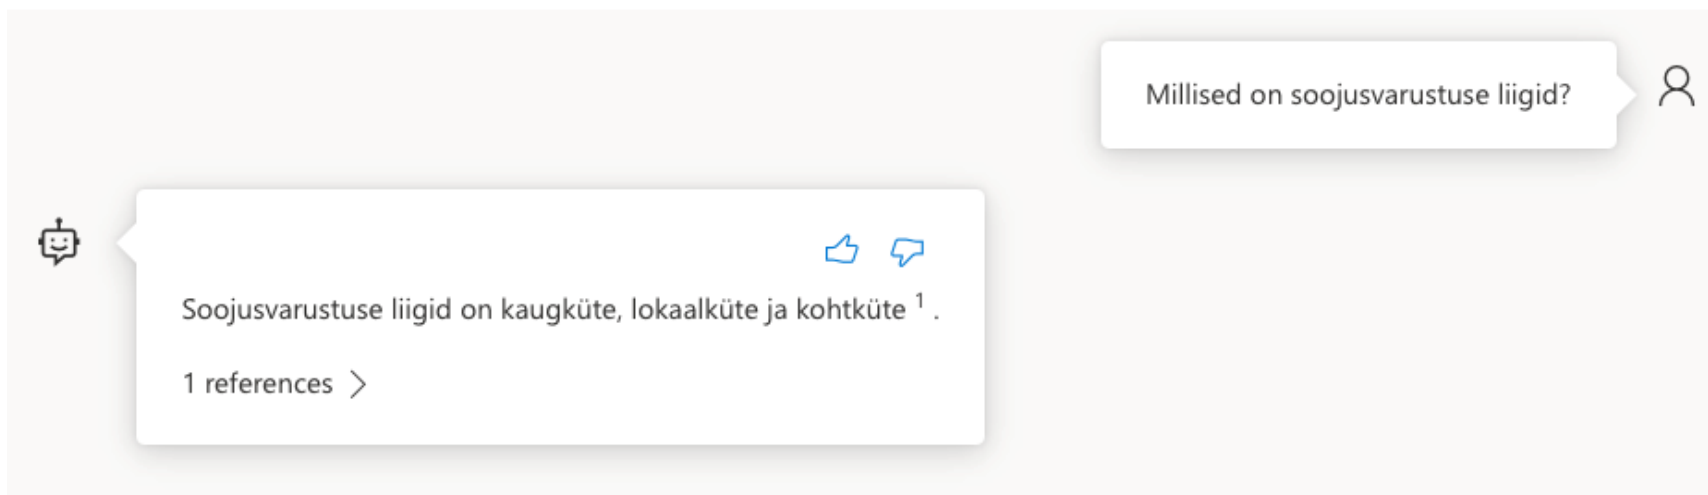 Millised on soojusvarustuse liigid?
Soojusvarustuse liigid on kaugküte, lokaalküte ja kohtküte 1 .
1 references